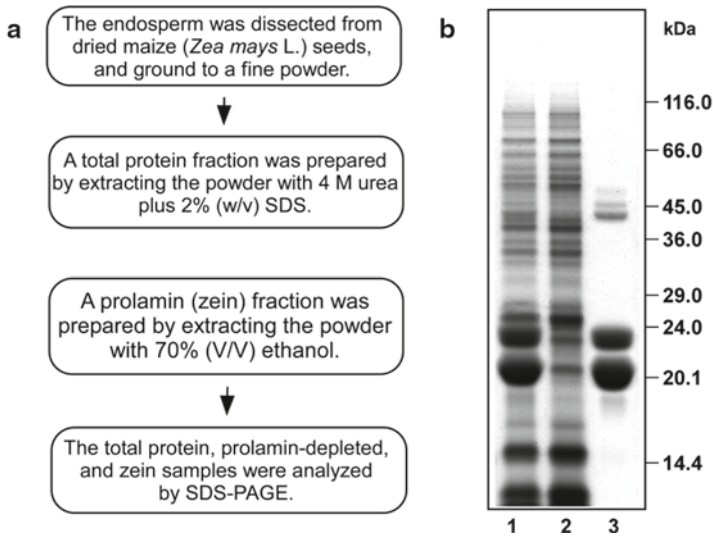 a
The endosperm was dissected from
dried maize (Zea mays L.) seeds,
and ground to a fine powder.
A total protein fraction was prepared
by extracting the powder with 4 M urea
plus 2% (w/v) SDS.
A prolamin (zein) fraction was
prepared by extracting the powder
with 70% (V/V) ethanol.
The total protein, prolamin-depleted,
and zein samples were analyzed
by SDS-PAGE.
b
kDa
116.0
66.0
45.0
36.0
29.0
24.0
20.1
14.4
1 2 3